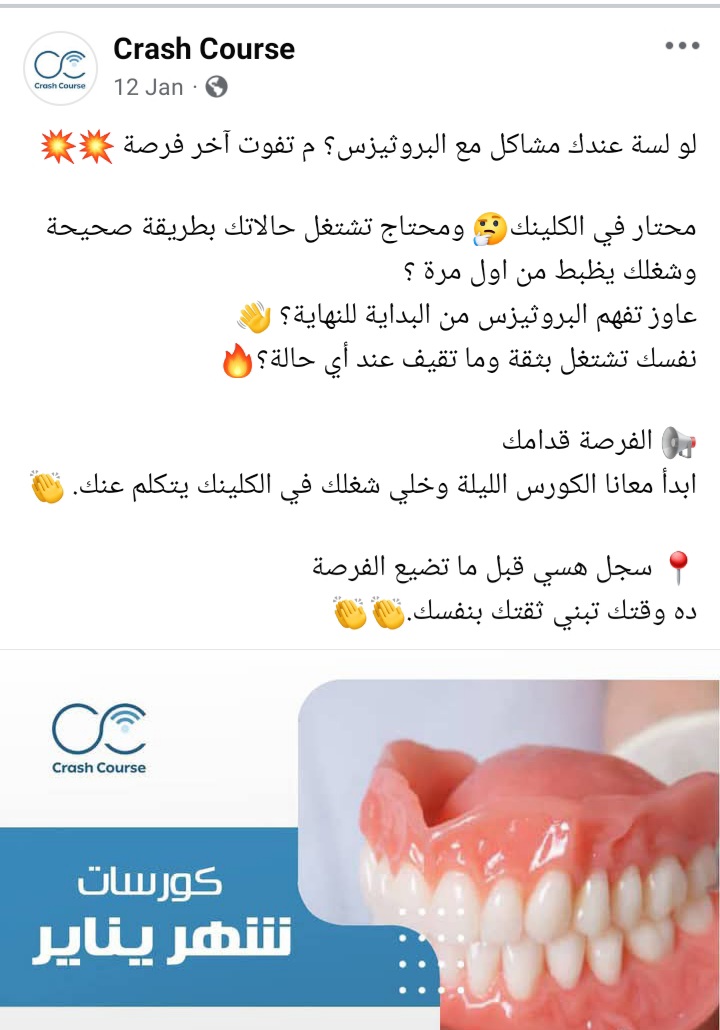 Crash Course
12 Jan ·
لو لسة عندك مشاكل مع البروثيزس؟ م تفوت آخر فرصة 💥💥
محتار في الكلينك🤔 ومحتاج تشتغل حالاتك بطريقة صحيحة
وشغلك يظبط من اول مرة ؟
عاوز تفهم البروثيزس من البداية للنهاية؟ 👋
نفسك تشتغل بثقة وما تقيف عند أي حالة؟🔥
📢 الفرصة قدامك
ابدأ معانا الكورس الليلة وخلي شغلك في الكلينك يتكلم عنك. 👏
📍 سجل هسي قبل ما تضيع الفرصة
ده وقتك تبني ثقتك بنفسك.👏👏
Crash Course
كورسات
شهر يناير
Crash Course